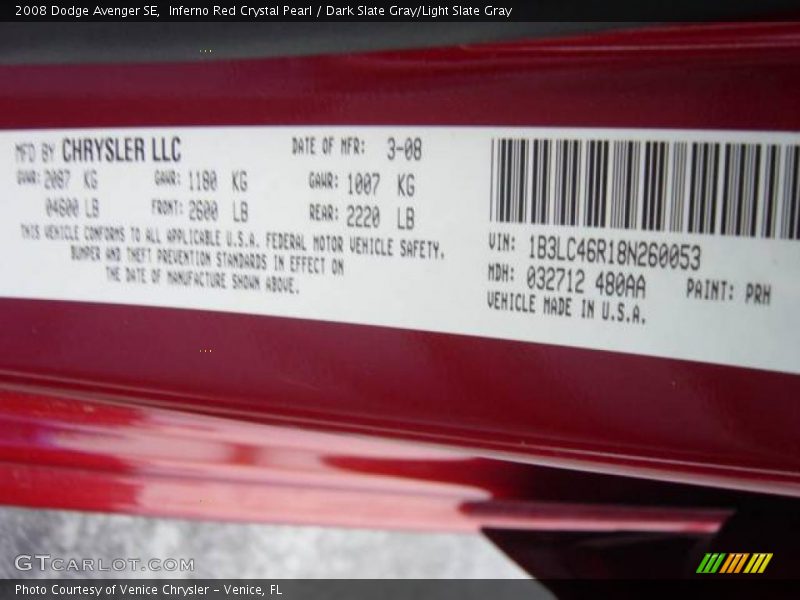 2008 Dodge Avenger SE,  Inferno Red Crystal Pearl / Dark Slate Gray/Light Slate Gray
MFD BY CHRYSLER LLC
DATE OF MFR: 3-08
GVWR: 2087 KG
GAWR: 1180 KG
GAWR: 1007 KG
04600 LB
FRONT: 2600 LB
REAR: 2220 LB
THIS VEHICLE CONFORMS TO ALL APPLICABLE U.S.A. FEDERAL MOTOR VEHICLE SAFETY,
BUMPER AND THEFT PREVENTION STANDARDS IN EFFECT ON
THE DATE OF MANUFACTURE SHOWN ABOVE.
VIN: 1B3LC46R18N260053
MDH: 032712 480AA
PAINT: PRH
VEHICLE MADE IN U.S.A.
GTCARLOT.COM
Photo Courtesy of Venice Chrysler - Venice, FL